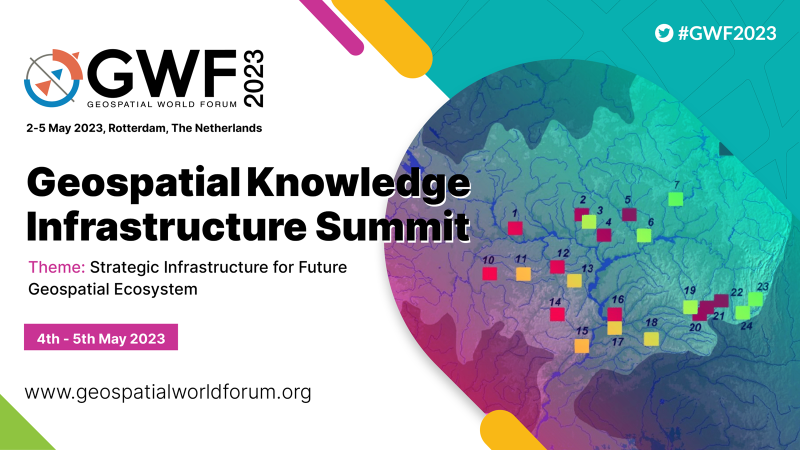 #GWF2023
GWF 2023
GEOSPATIAL WORLD FORUM
2-5 May 2023, Rotterdam, The Netherlands
Geospatial Knowledge
Infrastructure Summit
Theme: Strategic Infrastructure for Future
Geospatial Ecosystem
4th - 5th May 2023
www.geospatialworldforum.org
7
2
3
5
1
4
6
10
11
12
13
14
16
19
22
23
15
17
18
20
21
24